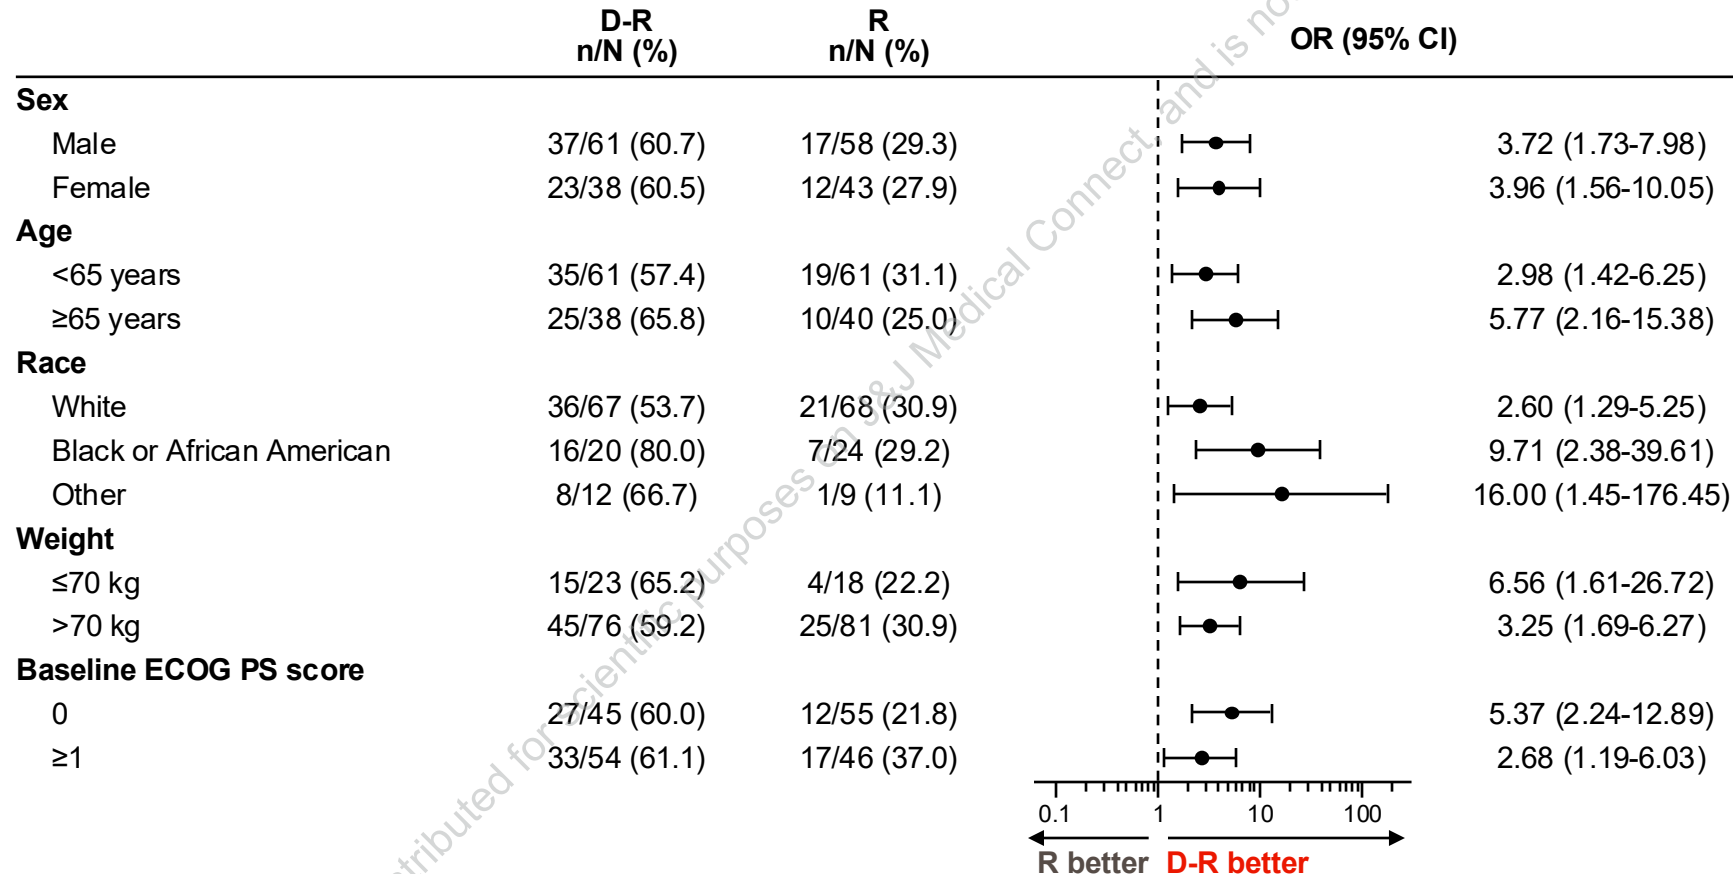 D-R
n/N (%)
R
n/N (%)
OR (95% CI)
Sex
Male 37/61 (60.7) 17/58 (29.3) 3.72 (1.73-7.98)
Female 23/38 (60.5) 12/43 (27.9) 3.96 (1.56-10.05)
Age
<65 years 35/61 (57.4) 19/61 (31.1) 2.98 (1.42-6.25)
≥65 years 25/38 (65.8) 10/40 (25.0) 5.77 (2.16-15.38)
Race
White 36/67 (53.7) 21/68 (30.9) 2.60 (1.29-5.25)
Black or African American 16/20 (80.0) 7/24 (29.2) 9.71 (2.38-39.61)
Other 8/12 (66.7) 1/9 (11.1) 16.00 (1.45-176.45)
Weight
≤70 kg 15/23 (65.2) 4/18 (22.2) 6.56 (1.61-26.72)
>70 kg 45/76 (59.2) 25/81 (30.9) 3.25 (1.69-6.27)
Baseline ECOG PS score
0 27/45 (60.0) 12/55 (21.8) 5.37 (2.24-12.89)
≥1 33/54 (61.1) 17/46 (37.0) 2.68 (1.19-6.03)
0.1 1 10 100
R better D-R better
for scientific purposes on J&J Medical Connect, and is